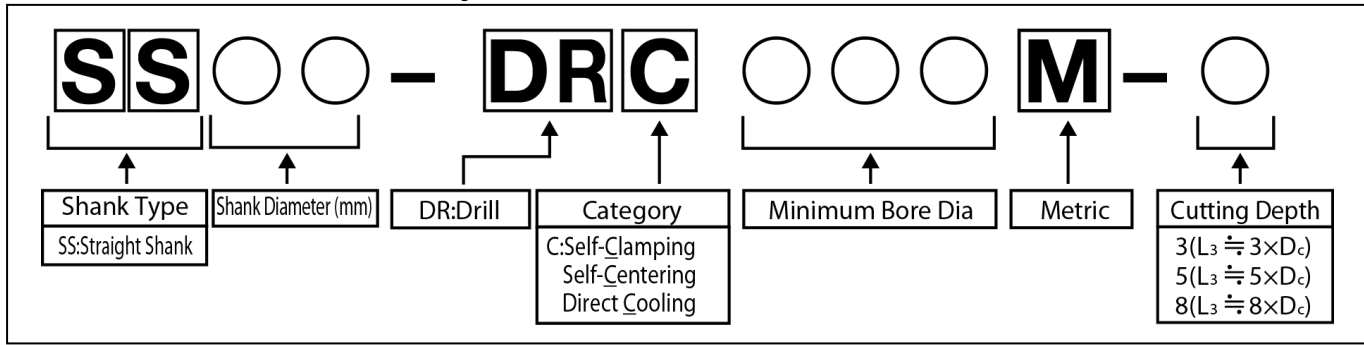 SS○○-DRC○○○M-○
Shank Type
SS:Straight Shank
Shank Diameter (mm)
DR:Drill
Category
C:Self-Clamping
Self-Centering
Direct Cooling
Minimum Bore Dia
Metric
Cutting Depth
3(L₃≒3×Dc)
5(L₃≒5×Dc)
8(L₃≒8×Dc)